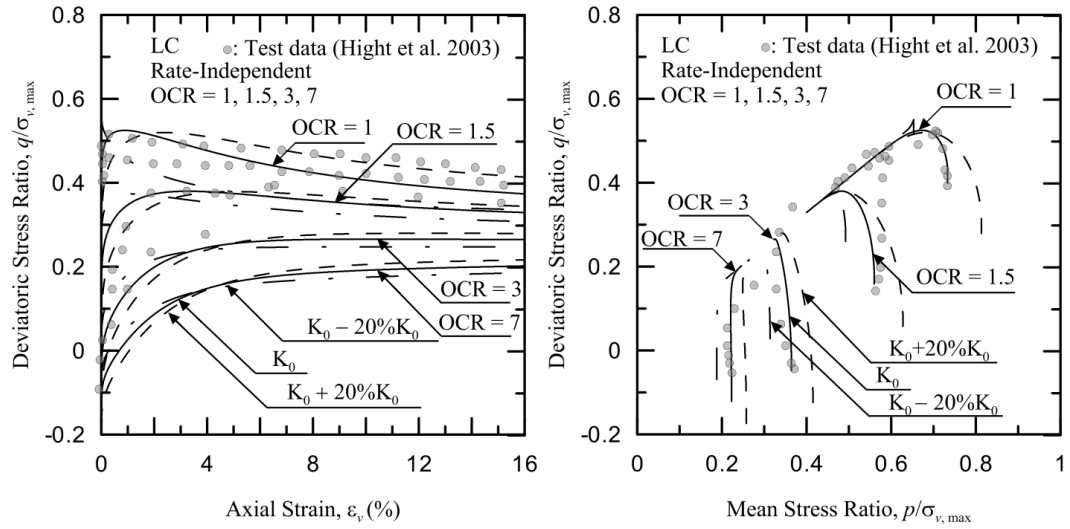 0.8
0.6
0.4
0.2
0
-0.2
Deviatoric Stress Ratio, q/σv, max
LC
: Test data (Hight et al. 2003)
Rate-Independent
OCR = 1, 1.5, 3, 7
OCR = 1
OCR = 1.5
OCR = 3
OCR = 7
K0 – 20%K0
K0
K0 + 20%K0
0 4 8 12 16
Axial Strain, εv (%)
0.8
0.6
0.4
0.2
0
-0.2
Deviatoric Stress Ratio, q/σv, max
LC
: Test data (Hight et al. 2003)
Rate-Independent
OCR = 1, 1.5, 3, 7
OCR = 1
OCR = 3
OCR = 7
OCR = 1.5
K0+20%K0
K0
K0 – 20%K0
0 0.2 0.4 0.6 0.8 1
Mean Stress Ratio, p/σv, max